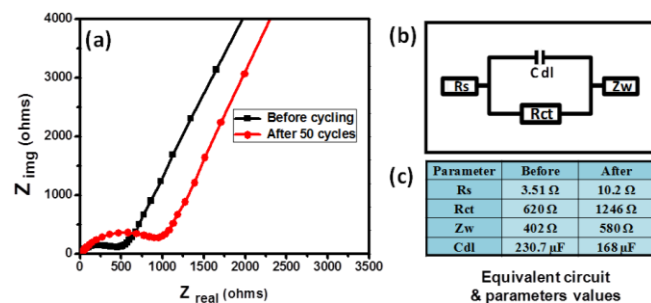 (a)
4000
3000
2000
1000
0
Z img (ohms)
Before cycling
After 50 cycles
0 500 1000 1500 2000 2500 3000 3500
Z real (ohms)
(b)
Cdl
Rs
Zw
Rct
(c)
Parameter Before After
Rs 3.51 Ω 10.2 Ω
Rct 620 Ω 1246 Ω
Zw 402 Ω 580 Ω
Cdl 230.7 µF 168 µF
Equivalent circuit
& parameters values